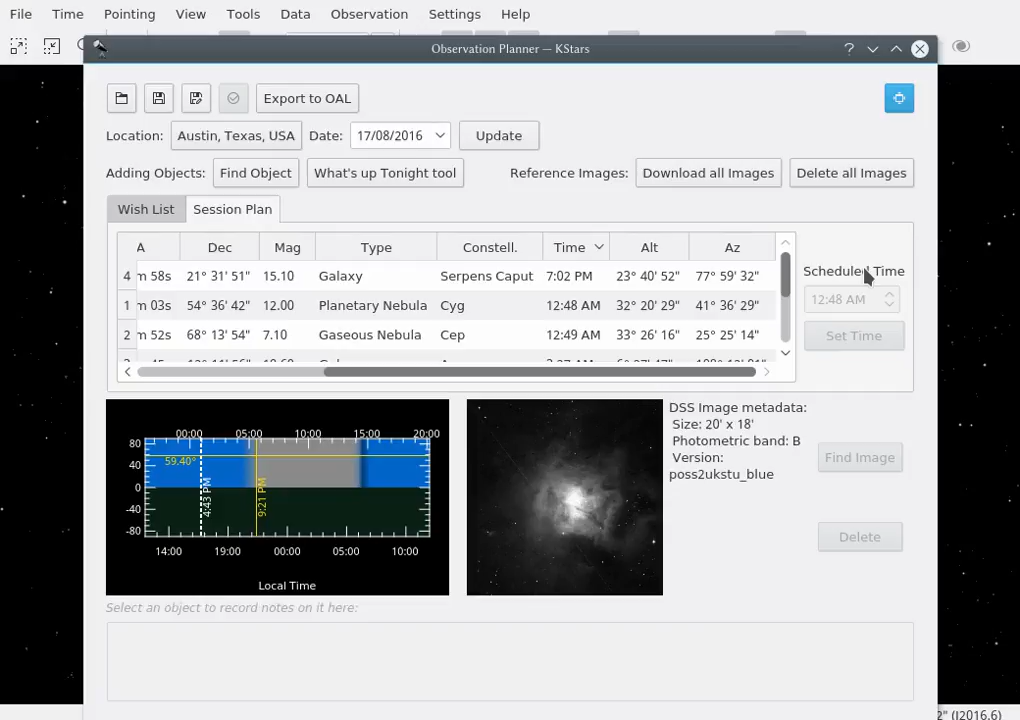 File Time Pointing View Tools Data Observation Settings Help
Observation Planner — KStars
Export to OAL
Location: Austin, Texas, USA Date: 17/08/2016 Update
Adding Objects: Find Object What's up Tonight tool Reference Images: Download all Images Delete all Images
Wish List Session Plan
A Dec Mag Type Constell. Time Alt Az
4 m 58s 21° 31' 51" 15.10 Galaxy Serpens Caput 7:02 PM 23° 40' 52" 77° 59' 32"
1 m 03s 54° 36' 42" 12.00 Planetary Nebula Cyg 12:48 AM 32° 20' 29" 41° 36' 29"
2 m 52s 68° 13' 54" 7.10 Gaseous Nebula Cep 12:49 AM 33° 26' 16" 25° 25' 14"
Scheduled Time
12:48 AM
Set Time
00:00 05:00 10:00 15:00 20:00
80
59.40°
40
0
-40
-80
4:43 PM
9:21 PM
14:00 19:00 00:00 05:00 10:00
Local Time
DSS Image metadata:
Size: 20' x 18'
Photometric band: B
Version:
poss2ukstu_blue
Find Image
Delete
Select an object to record notes on it here:
2" (J2016.6)